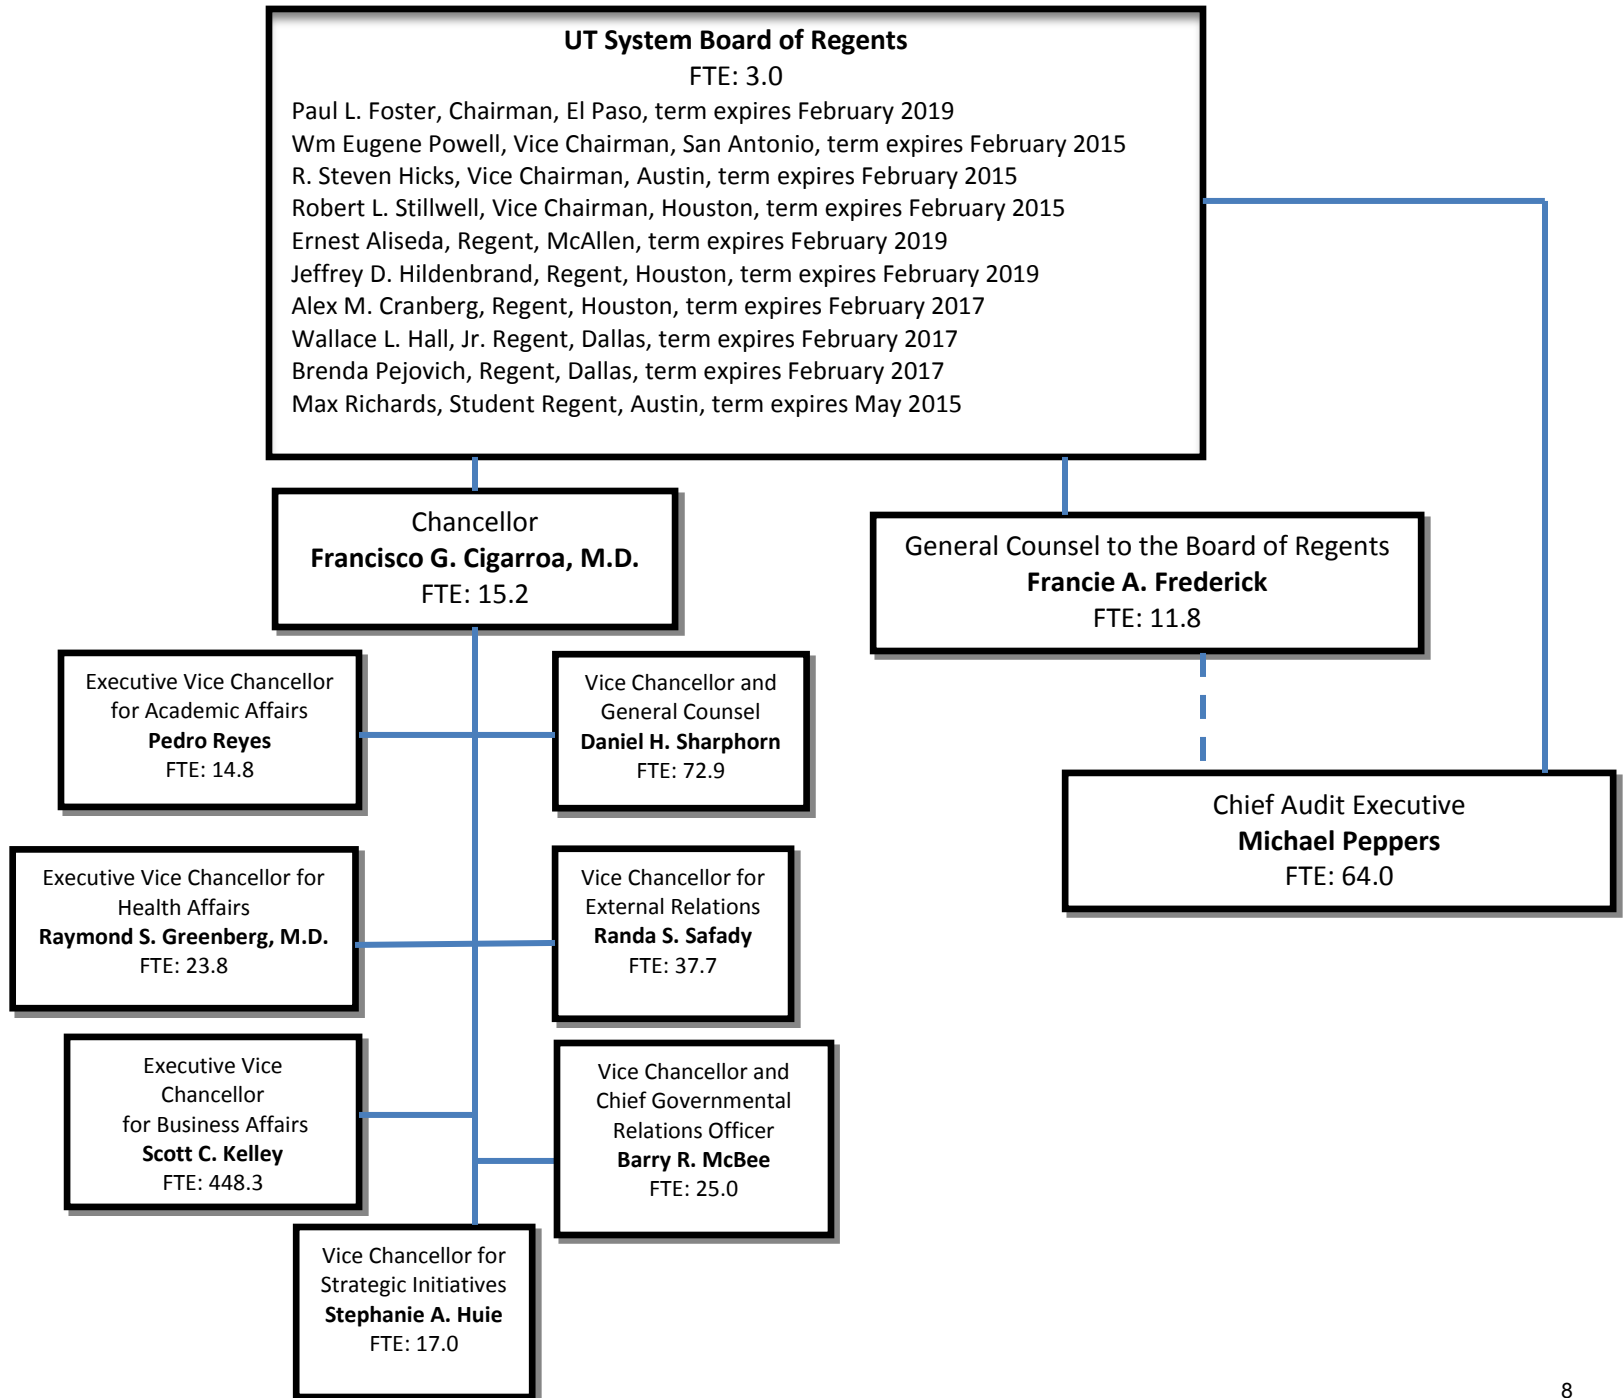 UT System Board of Regents
FTE: 3.0
Paul L. Foster, Chairman, El Paso, term expires February 2019
Wm Eugene Powell, Vice Chairman, San Antonio, term expires February 2015
R. Steven Hicks, Vice Chairman, Austin, term expires February 2015
Robert L. Stillwell, Vice Chairman, Houston, term expires February 2015
Ernest Aliseda, Regent, McAllen, term expires February 2019
Jeffrey D. Hildenbrand, Regent, Houston, term expires February 2019
Alex M. Cranberg, Regent, Houston, term expires February 2017
Wallace L. Hall, Jr. Regent, Dallas, term expires February 2017
Brenda Pejovich, Regent, Dallas, term expires February 2017
Max Richards, Student Regent, Austin, term expires May 2015
Chancellor
Francisco G. Cigarroa, M.D.
FTE: 15.2
General Counsel to the Board of Regents
Francie A. Frederick
FTE: 11.8
Executive Vice Chancellor
for Academic Affairs
Pedro Reyes
FTE: 14.8
Vice Chancellor and
General Counsel
Daniel H. Sharphorn
FTE: 72.9
Chief Audit Executive
Michael Peppers
FTE: 64.0
Executive Vice Chancellor for
Health Affairs
Raymond S. Greenberg, M.D.
FTE: 23.8
Vice Chancellor for
External Relations
Randa S. Safady
FTE: 37.7
Executive Vice
Chancellor
for Business Affairs
Scott C. Kelley
FTE: 448.3
Vice Chancellor and
Chief Governmental
Relations Officer
Barry R. McBee
FTE: 25.0
Vice Chancellor for
Strategic Initiatives
Stephanie A. Huie
FTE: 17.0
8